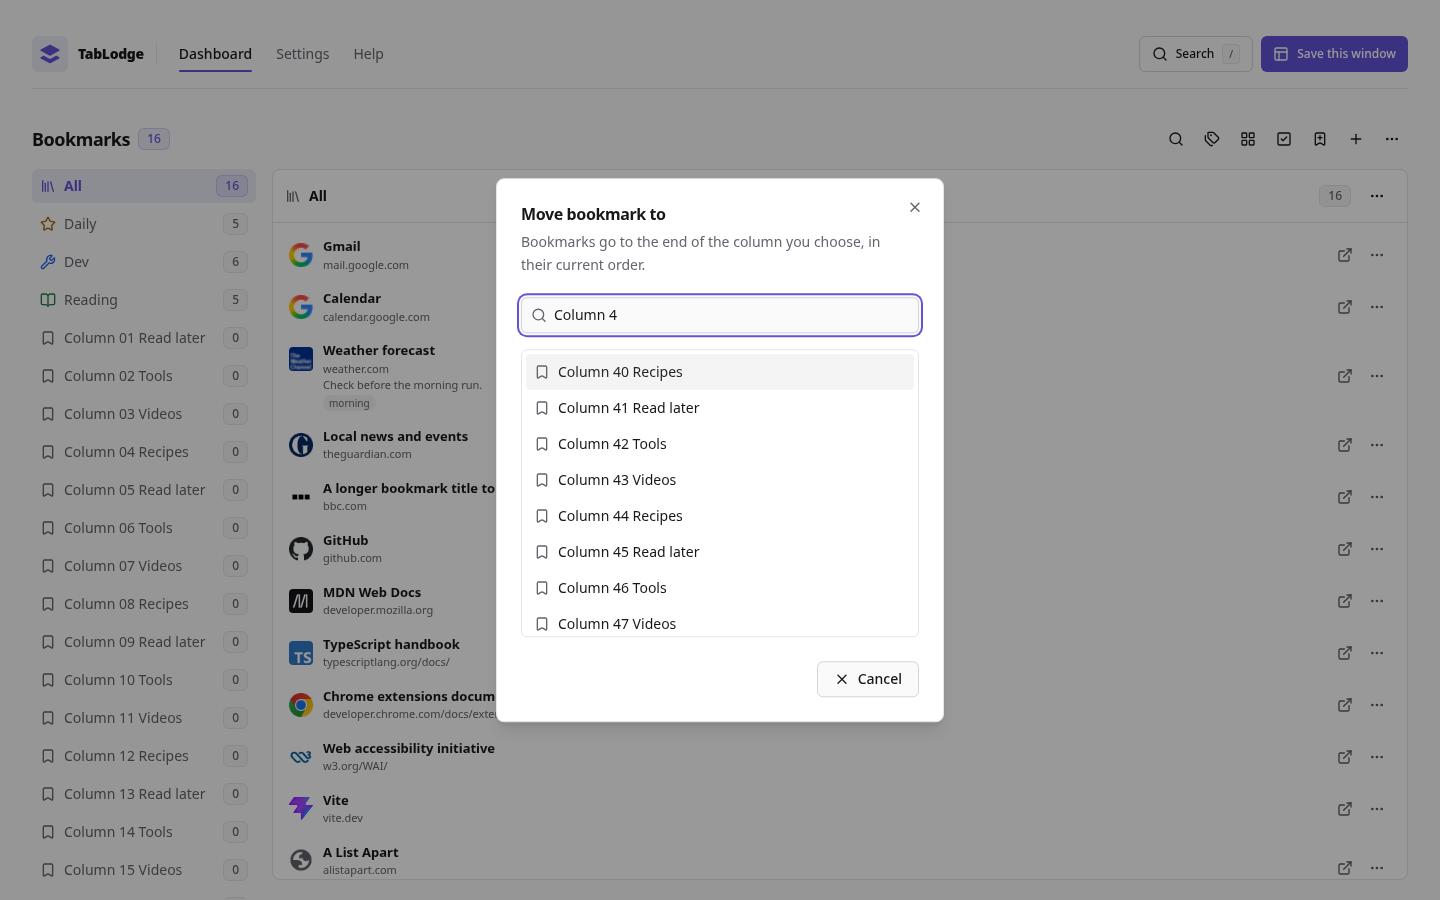 TabLodge
Dashboard
Settings
Help
Search /
Save this window
Bookmarks 16
All 16
Daily 5
Dev 6
Reading 5
Column 01 Read later 0
Column 02 Tools 0
Column 03 Videos 0
Column 04 Recipes 0
Column 05 Read later 0
Column 06 Tools 0
Column 07 Videos 0
Column 08 Recipes 0
Column 09 Read later 0
Column 10 Tools 0
Column 11 Videos 0
Column 12 Recipes 0
Column 13 Read later 0
Column 14 Tools 0
Column 15 Videos 0
All 16
Gmail
mail.google.com
Calendar
calendar.google.com
Weather forecast
weather.com
Check before the morning run.
morning
Local news and events
theguardian.com
A longer bookmark title to
bbc.com
GitHub
github.com
MDN Web Docs
developer.mozilla.org
TS
TypeScript handbook
typescriptlang.org/docs/
Chrome extensions docum
developer.chrome.com/docs/exte
Web accessibility initiative
w3.org/WAI/
Vite
vite.dev
A List Apart
alistapart.com
Move bookmark to
Bookmarks go to the end of the column you choose, in
their current order.
Column 4
Column 40 Recipes
Column 41 Read later
Column 42 Tools
Column 43 Videos
Column 44 Recipes
Column 45 Read later
Column 46 Tools
Column 47 Videos
Cancel